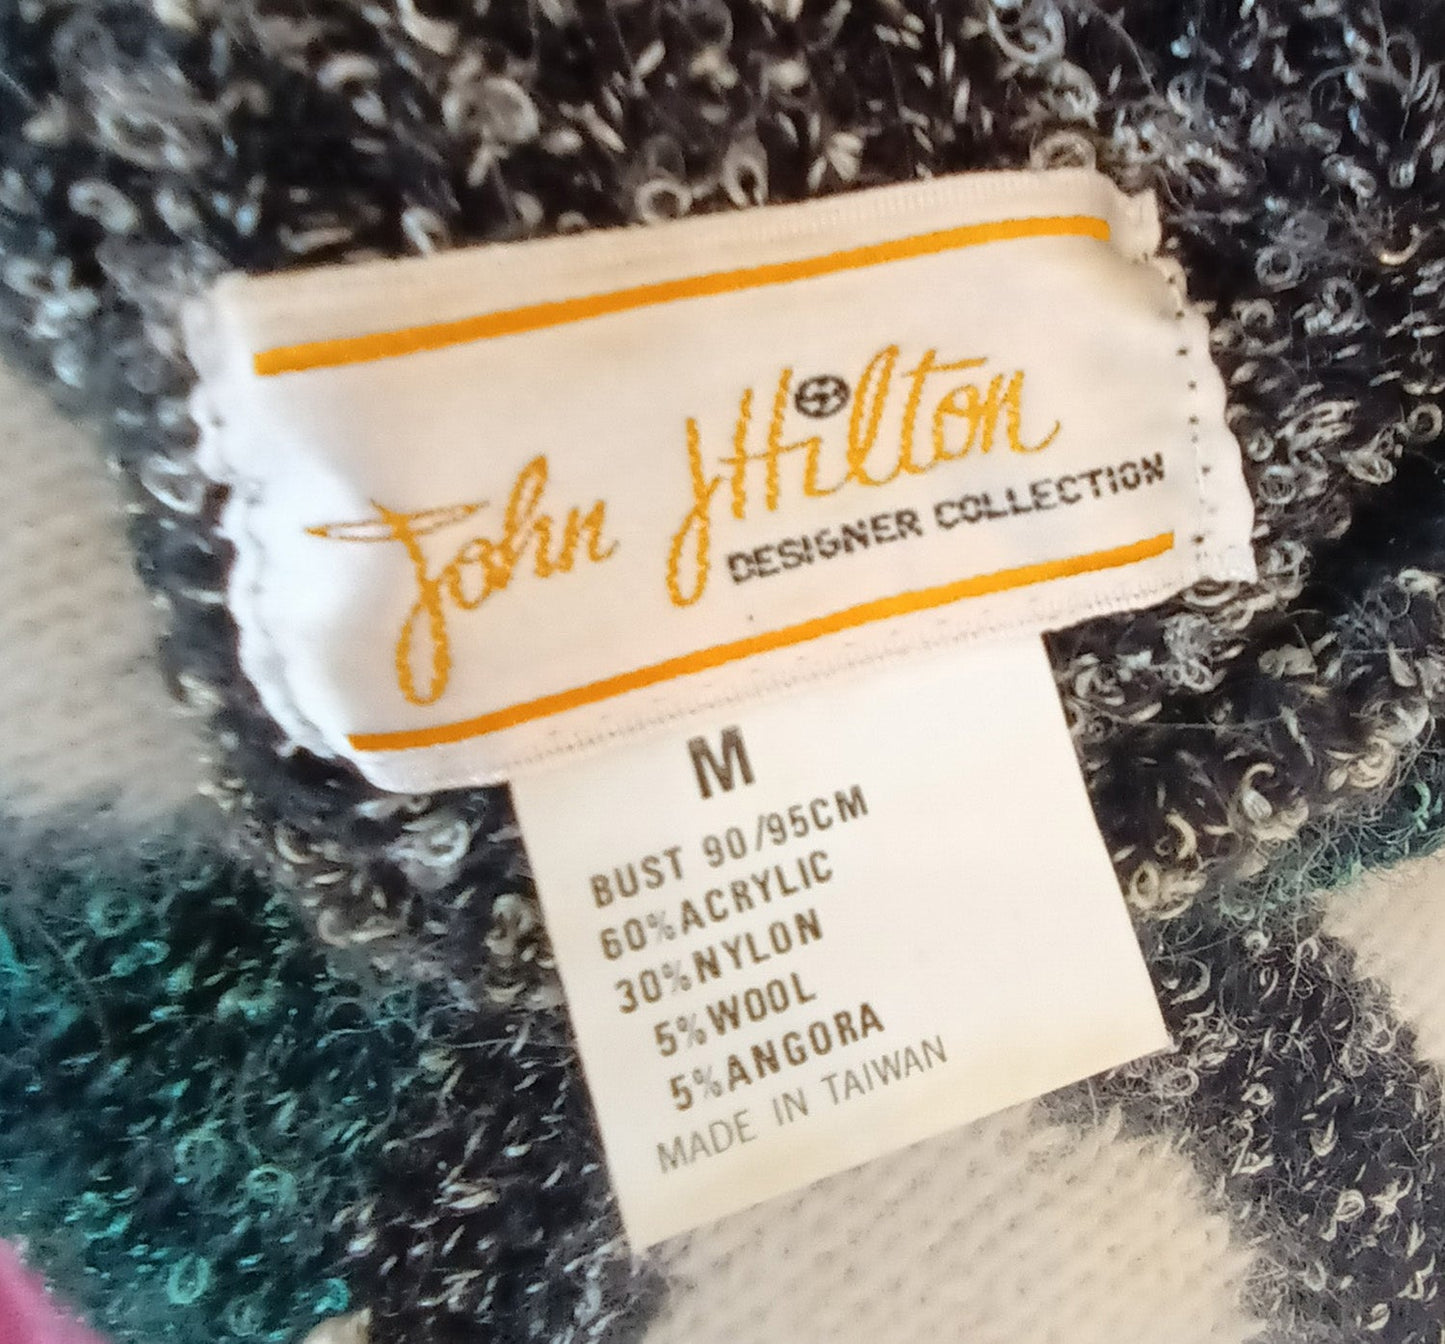 John Hilton
DESIGNER COLLECTION
M
BUST 90/95CM
60%ACRYLIC
30%NYLON
5%WOOL
5%ANGORA
MADE IN TAIWAN